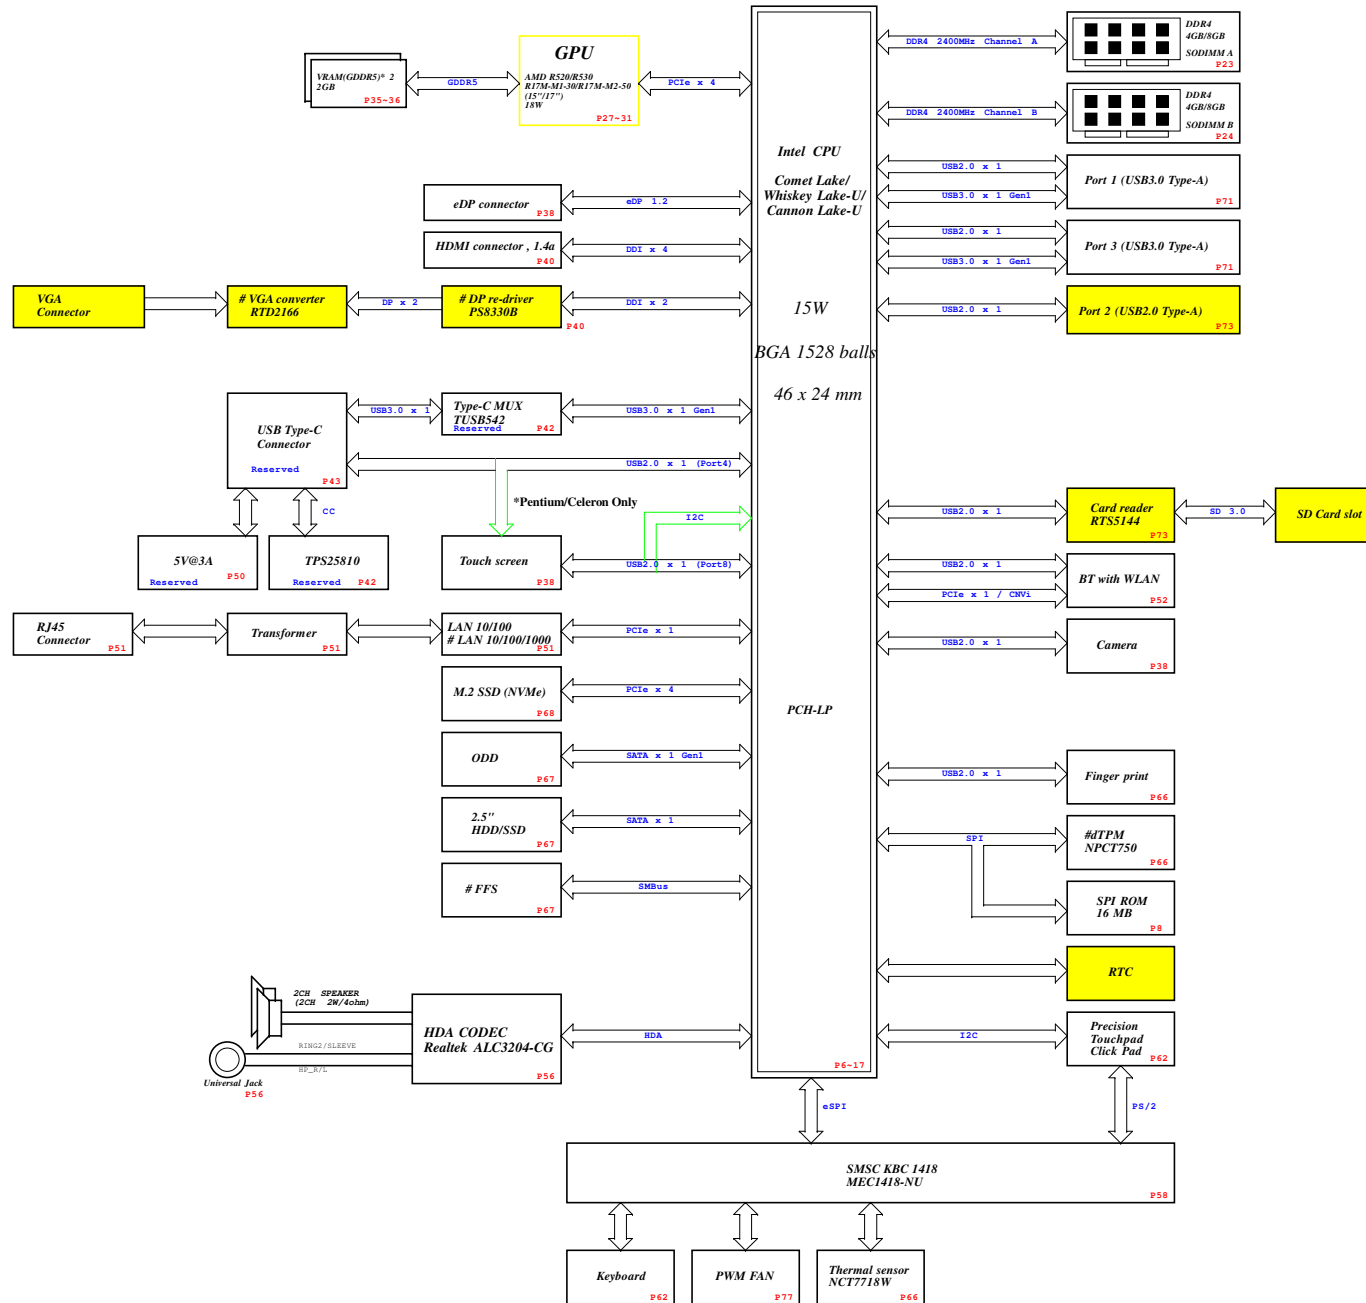 GPU
AMD R520/R530
R17M-M1-30/R17M-M2-50
(15"/17")
18W
P27~31
VRAM(GDDR5)* 2
2GB
P35~36
GDDR5
PCIe x 4
DDR4 2400MHz Channel A
DDR4
4GB/8GB
SODIMM A
P23
DDR4 2400MHz Channel B
DDR4
4GB/8GB
SODIMM B
P24
Intel CPU
Comet Lake/
Whiskey Lake-U/
Cannon Lake-U
15W
BGA 1528 balls
46 x 24 mm
PCH-LP
P6~17
USB2.0 x 1
USB3.0 x 1 Gen1
Port 1 (USB3.0 Type-A)
P71
USB2.0 x 1
USB3.0 x 1 Gen1
Port 3 (USB3.0 Type-A)
P71
USB2.0 x 1
Port 2 (USB2.0 Type-A)
P73
eDP connector
P38
eDP 1.2
HDMI connector , 1.4a
P40
DDI x 4
VGA
Connector
# VGA converter
RTD2166
DP x 2
# DP re-driver
PS8330B
P40
DDI x 2
USB Type-C
Connector
Reserved
P43
USB3.0 x 1
Type-C MUX
TUSB542
Reserved
P42
USB3.0 x 1 Gen1
USB2.0 x 1 (Port4)
*Pentium/Celeron Only
I2C
CC
5V@3A
P50
Reserved
TPS25810
Reserved
P42
Touch screen
P38
USB2.0 x 1 (Port8)
USB2.0 x 1
Card reader
RTS5144
P73
SD 3.0
SD Card slot
USB2.0 x 1
PCIe x 1 / CNVi
BT with WLAN
P52
RJ45
Connector
P51
Transformer
P51
LAN 10/100
# LAN 10/100/1000
P51
PCIe x 1
USB2.0 x 1
Camera
P38
M.2 SSD (NVMe)
P68
PCIe x 4
ODD
P67
SATA x 1 Gen1
USB2.0 x 1
Finger print
P66
2.5"
HDD/SSD
P67
SATA x 1
SPI
#dTPM
NPCT750
P66
# FFS
P67
SMBus
SPI ROM
16 MB
P8
RTC
2CH SPEAKER
(2CH 2W/4ohm)
RING2/SLEEVE
HP_R/L
Universal Jack
P56
HDA CODEC
Realtek ALC3204-CG
P56
HDA
I2C
Precision
Touchpad
Click Pad
P62
eSPI
PS/2
SMSC KBC 1418
MEC1418-NU
P58
Keyboard
P62
PWM FAN
P77
Thermal sensor
NCT7718W
P66